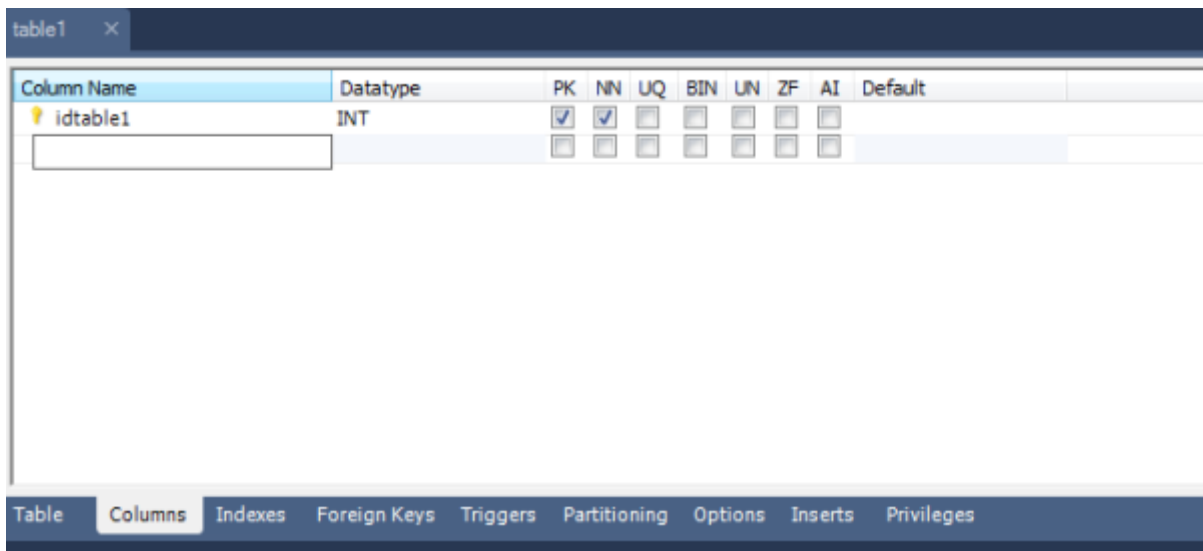 table1
Column Name Datatype PK NN UQ BIN UN ZF AI Default
idtable1 INT
Table Columns Indexes Foreign Keys Triggers Partitioning Options Inserts Privileges